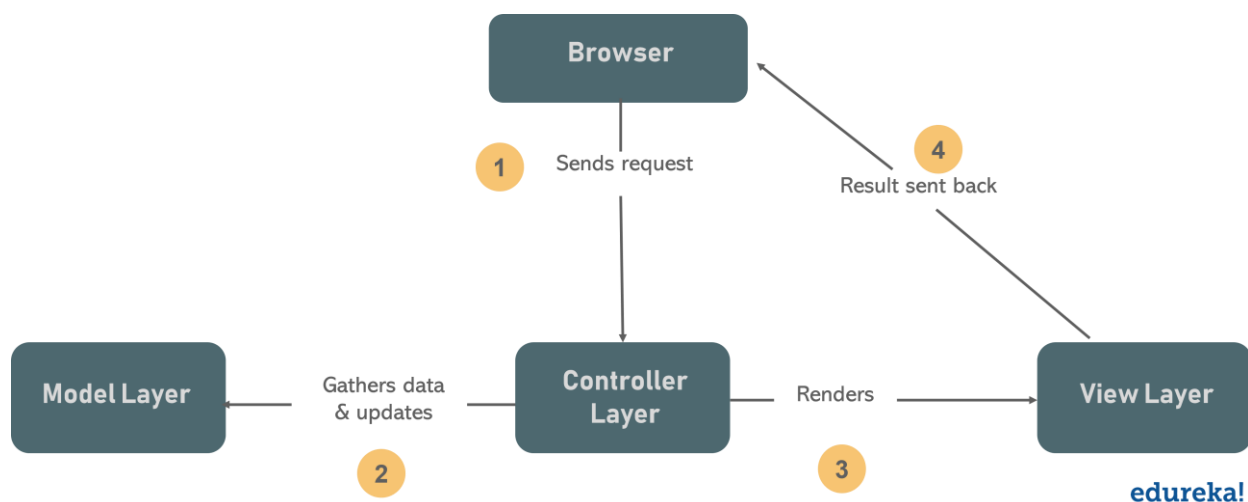 Browser
1
Sends request
4
Result sent back
Model Layer
Gathers data
& updates
2
Controller
Layer
Renders
3
View Layer
edureka!